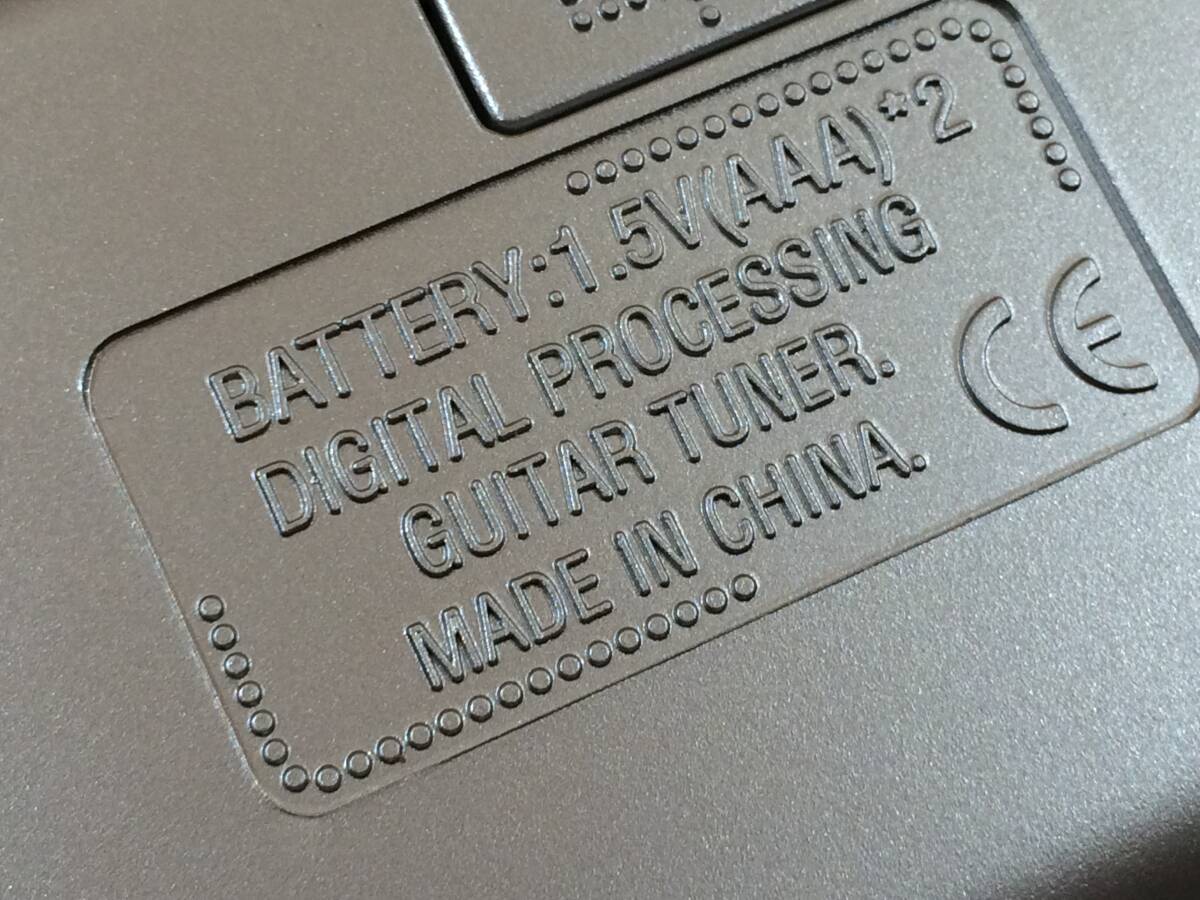 BATTERY:1.5V(AAA)*2
DIGITAL PROCESSING
GUITAR TUNER.
MADE IN CHINA.
CE